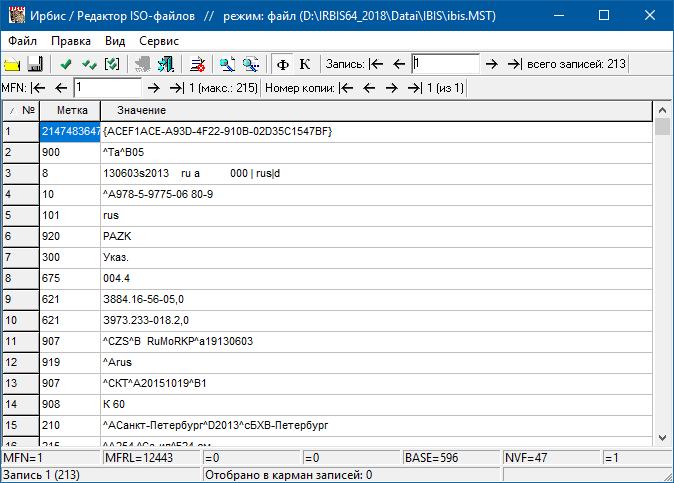 Ирбис / Редактор ISO-файлов // режим: файл (D:\IRBIS64_2018\Datai\IBIS\ibis.MST)
Файл Правка Вид Сервис
Ф К Запись: 1 всего записей: 213
MFN: 1 1 (макс.: 215) Номер копии: 1 (из 1)
№ Метка Значение
1 2147483647 {ACEF1ACE-A93D-4F22-910B-02D35C1547BF}
2 900 ^Ta^B05
3 8 130603s2013 ru a 000 | rus|d
4 10 ^A978-5-9775-06 80-9
5 101 rus
6 920 PAZK
7 300 Указ.
8 675 004.4
9 621 З884.16-56-05,0
10 621 З973.233-018.2,0
11 907 ^CZS^B RuMoRKP^a19130603
12 919 ^Arus
13 907 ^CKT^A20151019^B1
14 908 К 60
15 210 ^AСанкт-Петербург^D2013^cБХВ-Петербург
MFN=1 MFRL=12443 =0 =0 BASE=596 NVF=47 =1
Запись 1 (213) Отобрано в карман записей: 0